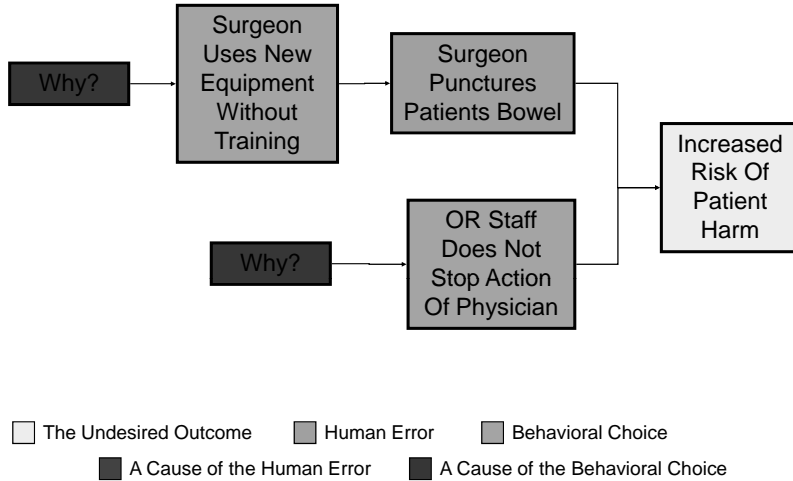 Surgeon
Uses New
Equipment
Without
Training
Why?
Surgeon
Punctures
Patients Bowel
Increased
Risk Of
Patient
Harm
OR Staff
Does Not
Stop Action
Of Physician
Why?
The Undesired Outcome
Human Error
Behavioral Choice
A Cause of the Human Error
A Cause of the Behavioral Choice